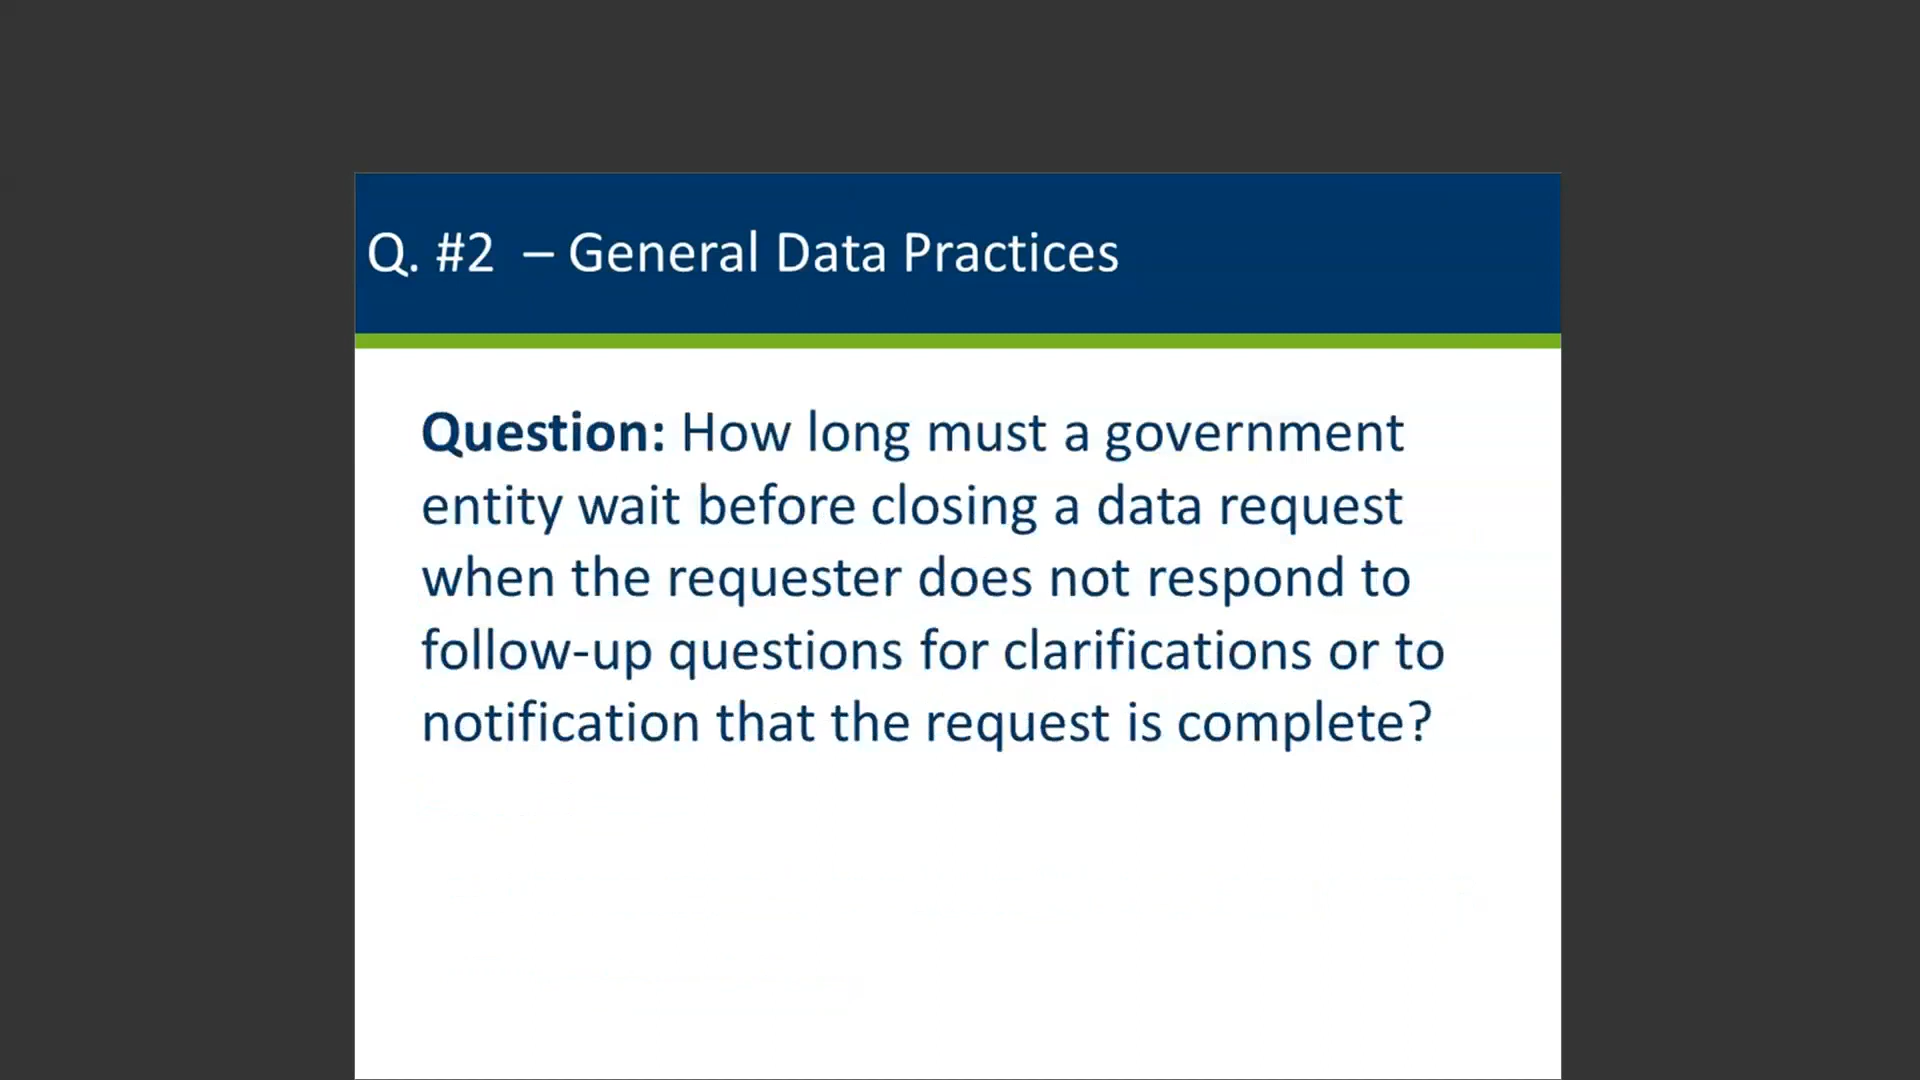 Q. #2 – General Data Practices
Question: How long must a government
entity wait before closing a data request
when the requester does not respond to
follow-up questions for clarifications or to
notification that the request is complete?